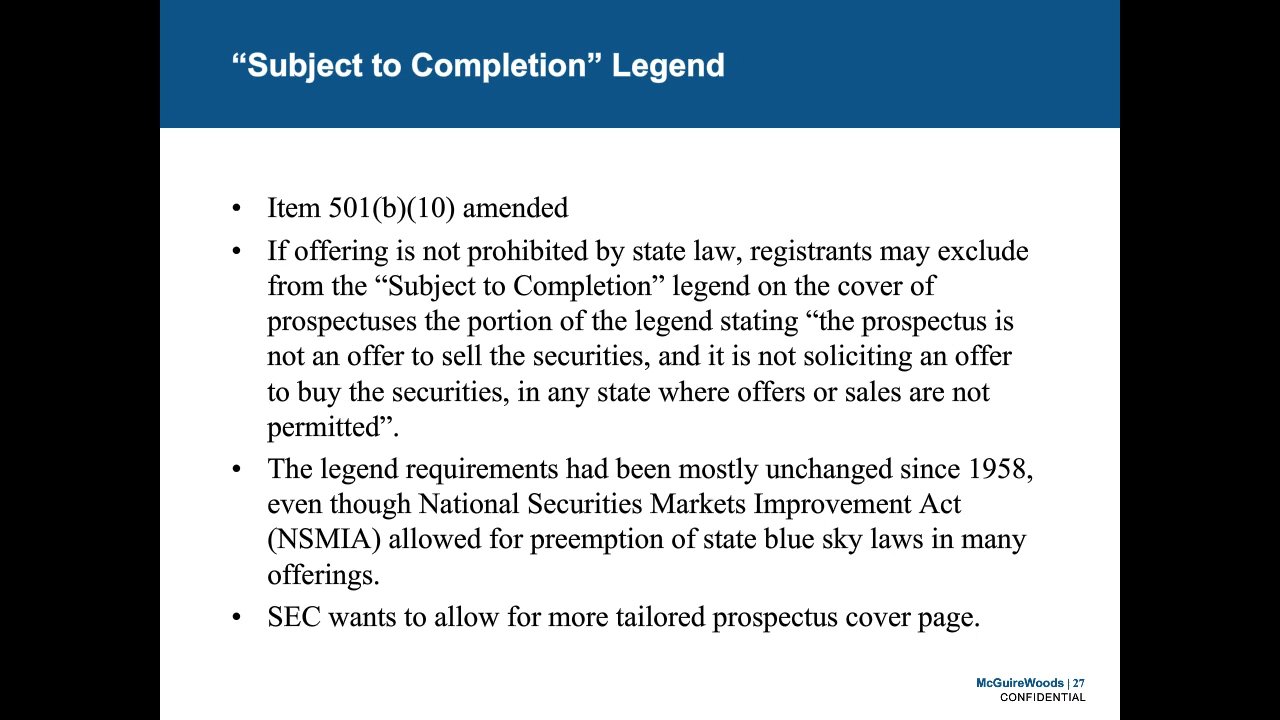 “Subject to Completion” Legend
• Item 501(b)(10) amended
• If offering is not prohibited by state law, registrants may exclude
from the “Subject to Completion” legend on the cover of
prospectuses the portion of the legend stating “the prospectus is
not an offer to sell the securities, and it is not soliciting an offer
to buy the securities, in any state where offers or sales are not
permitted”.
• The legend requirements had been mostly unchanged since 1958,
even though National Securities Markets Improvement Act
(NSMIA) allowed for preemption of state blue sky laws in many
offerings.
• SEC wants to allow for more tailored prospectus cover page.
McGuireWoods | 27
CONFIDENTIAL